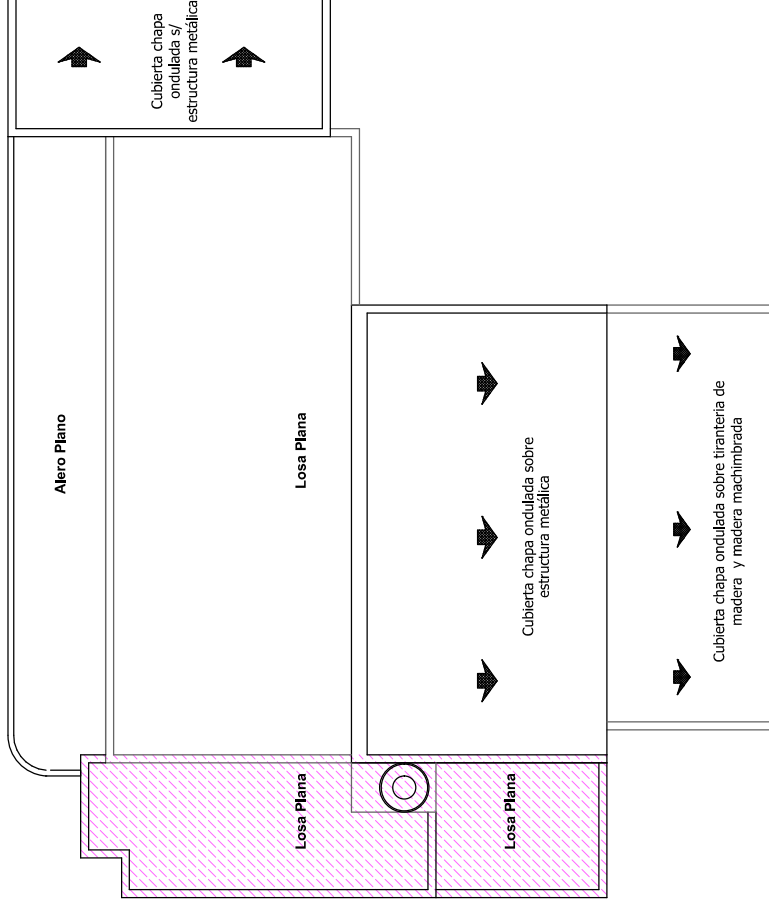 Cubierta chapa
ondulada s/
estructura metálica
Alero Plano
Losa Plana
Cubierta chapa ondulada sobre
estructura metálica
Cubierta chapa ondulada sobre tiranteria de
madera y madera machimbrada
Losa Plana
Losa Plana